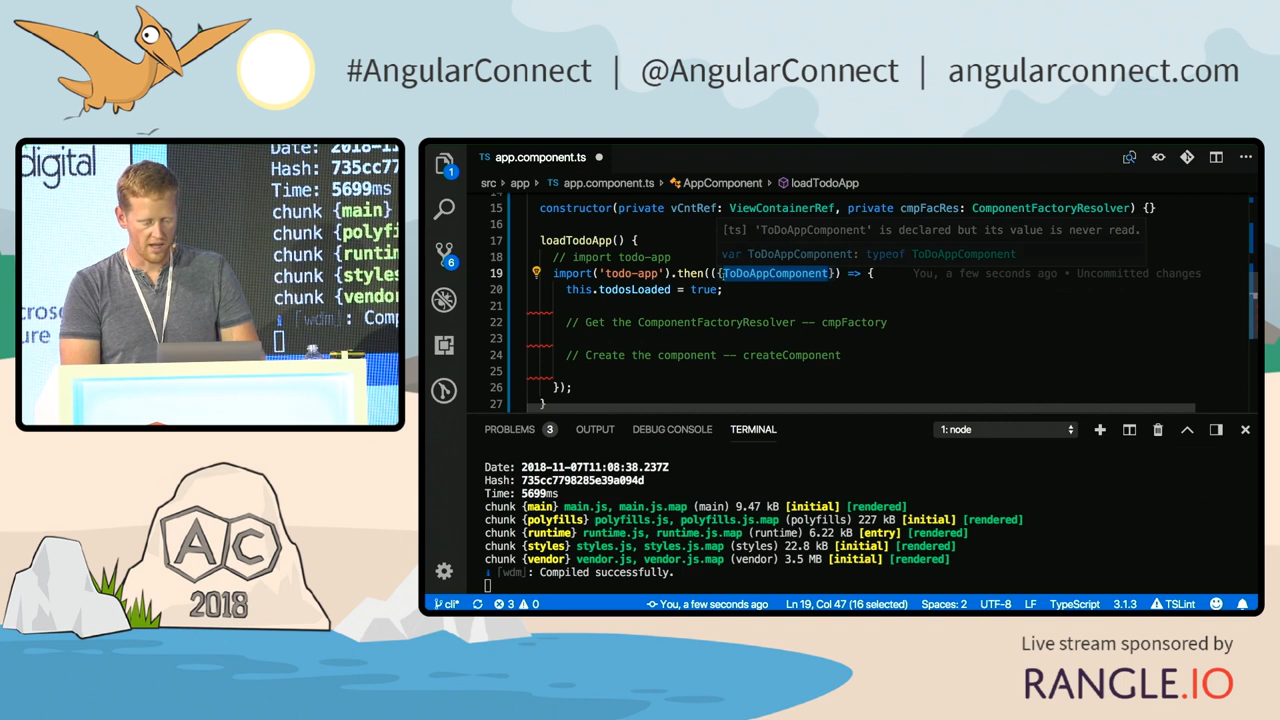 #AngularConnect | @AngularConnect | angularconnect.com
digital
Hash: 735cc77
Time: 5699ms
chunk {main}
chunk {polyfi
chunk {runtim
chunk {styles
chunk {vendor
: Comp
TS app.component.ts
1
src > app > TS app.component.ts > AppComponent > loadTodoApp
15 constructor(private vCntRef: ViewContainerRef, private cmpFacRes: ComponentFactoryResolver) {}
16 [ts] 'ToDoAppComponent' is declared but its value is never read.
17 loadTodoApp() {
var ToDoAppComponent: typeof ToDoAppComponent
18 // import todo-app
19 import('todo-app').then(({ToDoAppComponent}) => { You, a few seconds ago • Uncommitted changes
20 this.todosLoaded = true;
6
21
22 // Get the ComponentFactoryResolver -- cmpFactory
23
24 // Create the component -- createComponent
25
26 });
27 }
PROBLEMS 3 OUTPUT DEBUG CONSOLE TERMINAL 1: node
Date: 2018-11-07T11:08:38.237Z
Hash: 735cc7798285e39a094d
Time: 5699ms
chunk {main} main.js, main.js.map (main) 9.47 kB [initial] [rendered]
chunk {polyfills} polyfills.js, polyfills.js.map (polyfills) 227 kB [initial] [rendered]
chunk {runtime} runtime.js, runtime.js.map (runtime) 6.22 kB [entry] [rendered]
chunk {styles} styles.js, styles.js.map (styles) 22.8 kB [initial] [rendered]
chunk {vendor} vendor.js, vendor.js.map (vendor) 3.5 MB [initial] [rendered]
ℹ ｢wdm｣: Compiled successfully.
cli* 3 0 You, a few seconds ago Ln 19, Col 47 (16 selected) Spaces: 2 UTF-8 LF TypeScript 3.1.3 TSLint
AC
2018
Live stream sponsored by
RANGLE.IO